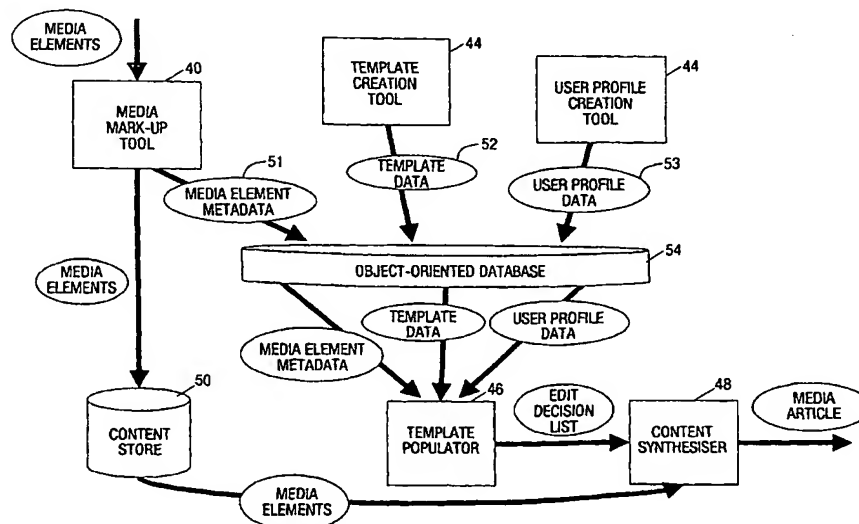 MEDIA
ELEMENTS
40
MEDIA
MARK-UP
TOOL
44
TEMPLATE
CREATION
TOOL
44
USER PROFILE
CREATION
TOOL
51
MEDIA ELEMENT
METADATA
52
TEMPLATE
DATA
53
USER PROFILE
DATA
54
OBJECT-ORIENTED DATABASE
MEDIA
ELEMENTS
MEDIA ELEMENT
METADATA
TEMPLATE
DATA
USER PROFILE
DATA
50
CONTENT
STORE
46
TEMPLATE
POPULATOR
EDIT
DECISION
LIST
48
CONTENT
SYNTHESISER
MEDIA
ARTICLE
MEDIA
ELEMENTS